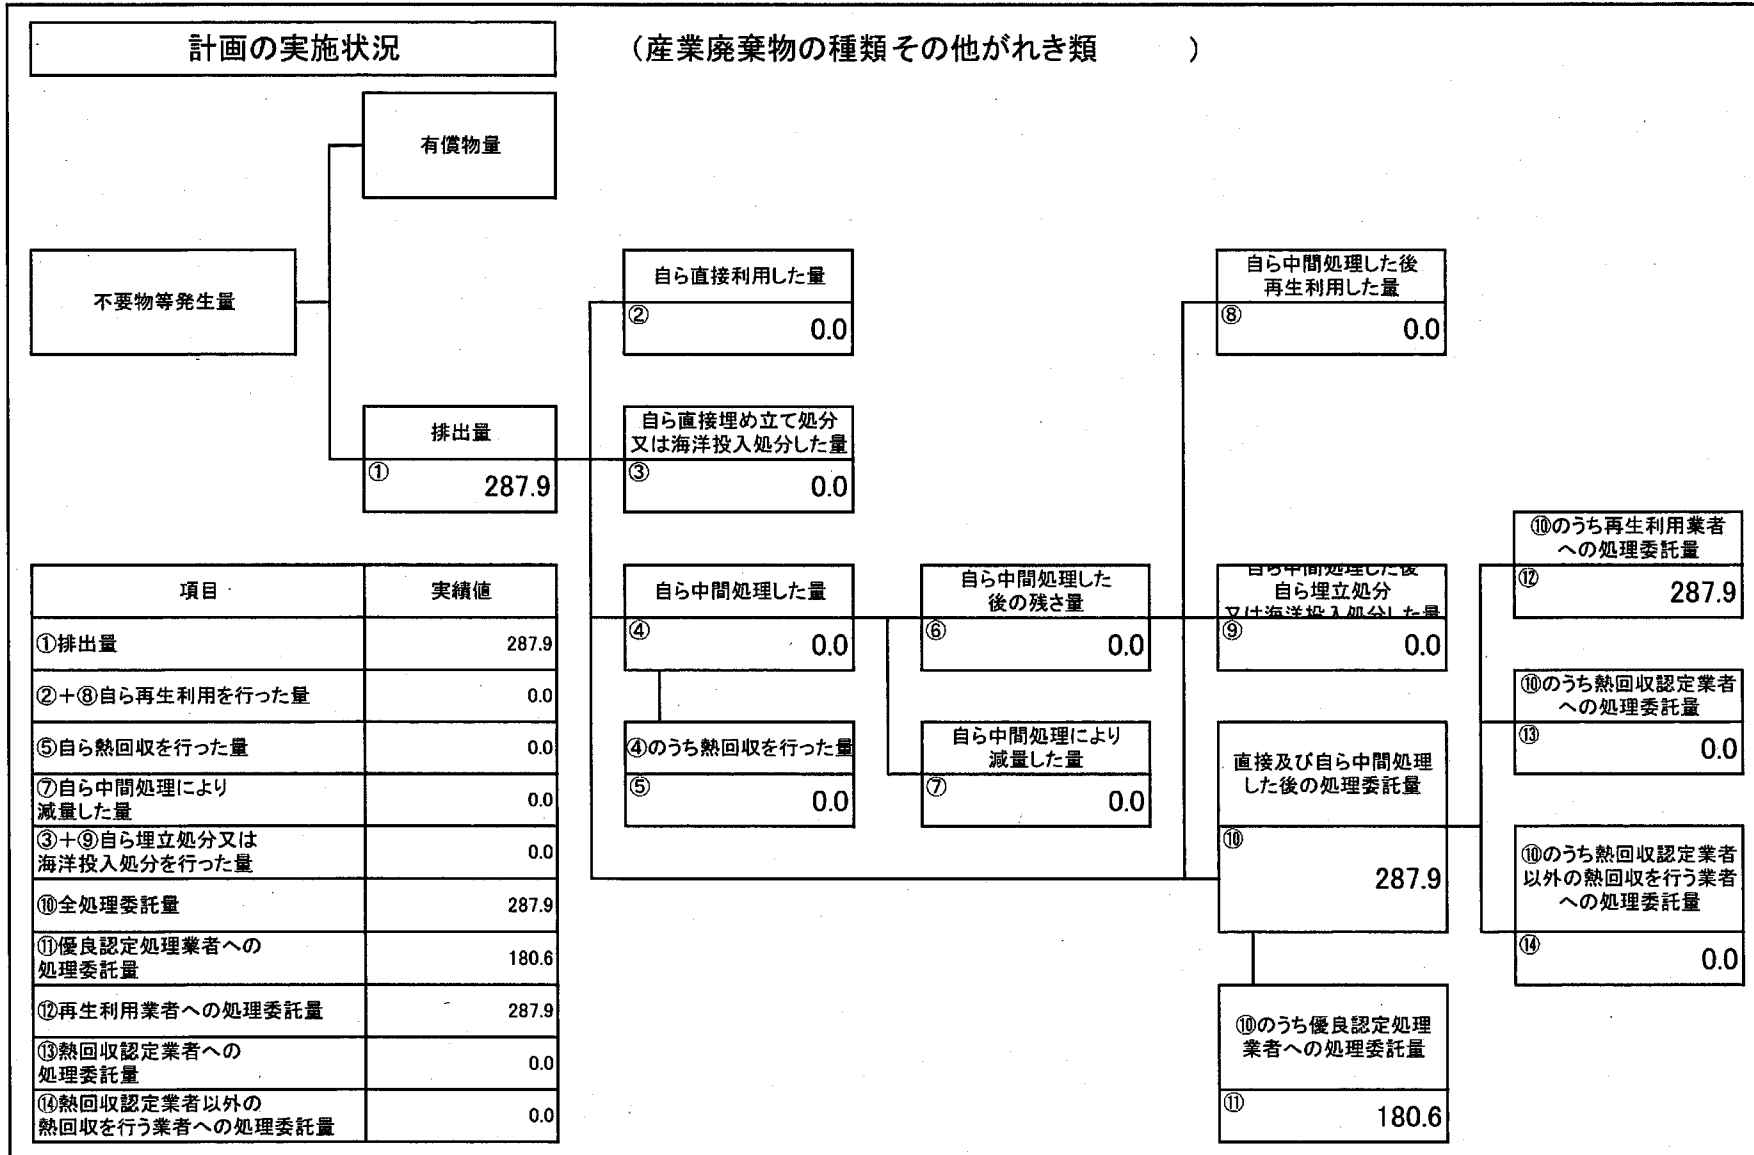 計画の実施状況
（産業廃棄物の種類その他がれき類　　　）
有償物量
不要物等発生量
排出量
①
287.9
自ら直接利用した量
②
0.0
自ら直接埋め立て処分
又は海洋投入処分した量
③
0.0
自ら中間処理した量
④
0.0
④のうち熱回収を行った量
⑤
0.0
自ら中間処理した
後の残さ量
⑥
0.0
自ら中間処理により
減量した量
⑦
0.0
自ら中間処理した後
再生利用した量
⑧
0.0
自ら中間処理した後
自ら埋立処分
又は海洋投入処分した量
⑨
0.0
直接及び自ら中間処理
した後の処理委託量
⑩
287.9
⑩のうち優良認定処理
業者への処理委託量
⑪
180.6
⑩のうち再生利用業者
への処理委託量
⑫
287.9
⑩のうち熱回収認定業者
への処理委託量
⑬
0.0
⑩のうち熱回収認定業者
以外の熱回収を行う業者
への処理委託量
⑭
0.0
項目 実績値
①排出量 287.9
②＋⑧自ら再生利用を行った量 0.0
⑤自ら熱回収を行った量 0.0
⑦自ら中間処理により
減量した量 0.0
③＋⑨自ら埋立処分又は
海洋投入処分を行った量 0.0
⑩全処理委託量 287.9
⑪優良認定処理業者への
処理委託量 180.6
⑫再生利用業者への処理委託量 287.9
⑬熱回収認定業者への
処理委託量 0.0
⑭熱回収認定業者以外の
熱回収を行う業者への処理委託量 0.0